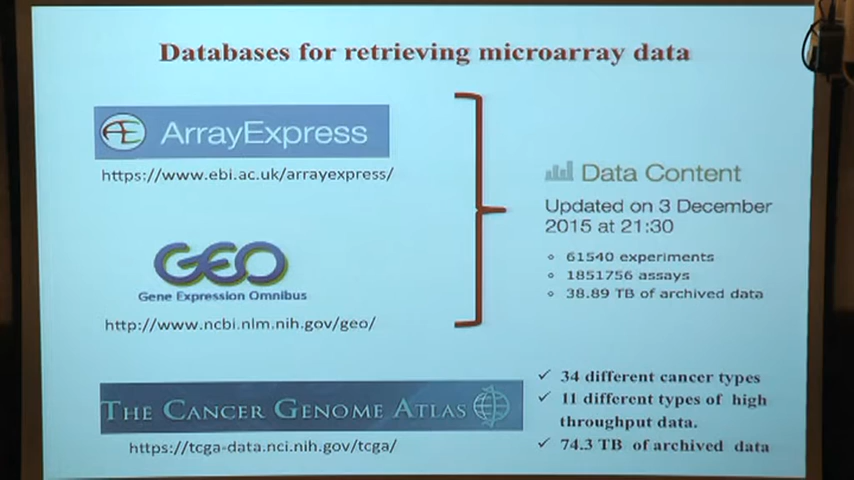 Databases for retrieving microarray data
AE ArrayExpress
https://www.ebi.ac.uk/arrayexpress/
GEO
Gene Expression Omnibus
http://www.ncbi.nlm.nih.gov/geo/
Data Content
Updated on 3 December
2015 at 21:30
61540 experiments
1851756 assays
38.89 TB of archived data
THE CANCER GENOME ATLAS
https://tcga-data.nci.nih.gov/tcga/
✓ 34 different cancer types
✓ 11 different types of high
throughput data.
✓ 74.3 TB of archived data